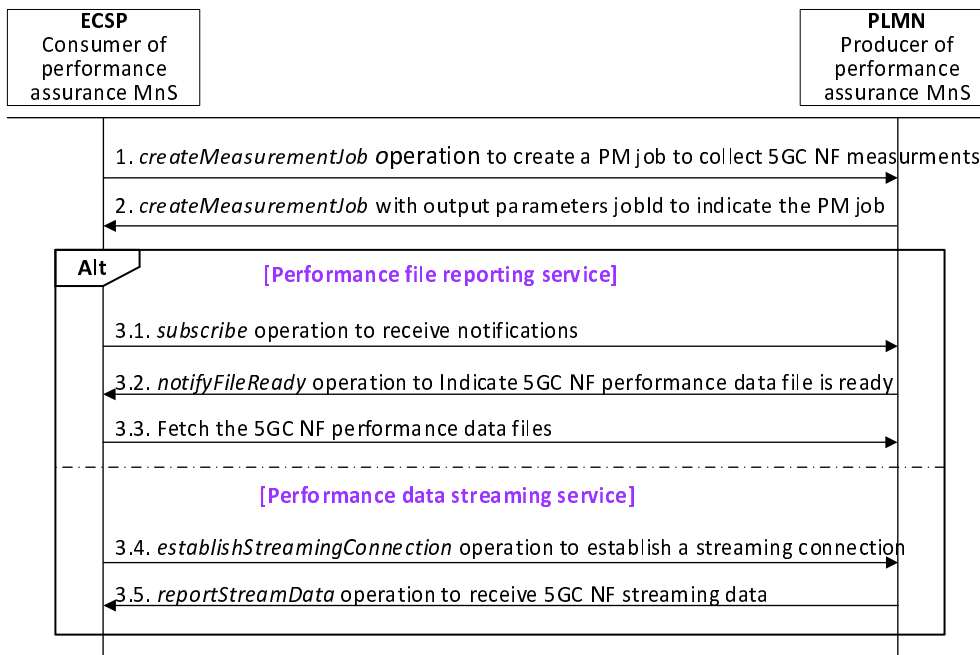 ECSP
Consumer of
performance
assurance MnS
PLMN
Producer of
performance
assurance MnS
1. createMeasurementJob operation to create a PM job to collect 5GC NF measurments
2. createMeasurementJob with output parameters jobId to indicate the PM job
Alt
[Performance file reporting service]
3.1. subscribe operation to receive notifications
3.2. notifyFileReady operation to Indicate 5GC NF performance data file is ready
3.3. Fetch the 5GC NF performance data files
[Performance data streaming service]
3.4. establishStreamingConnection operation to establish a streaming connection
3.5. reportStreamData operation to receive 5GC NF streaming data